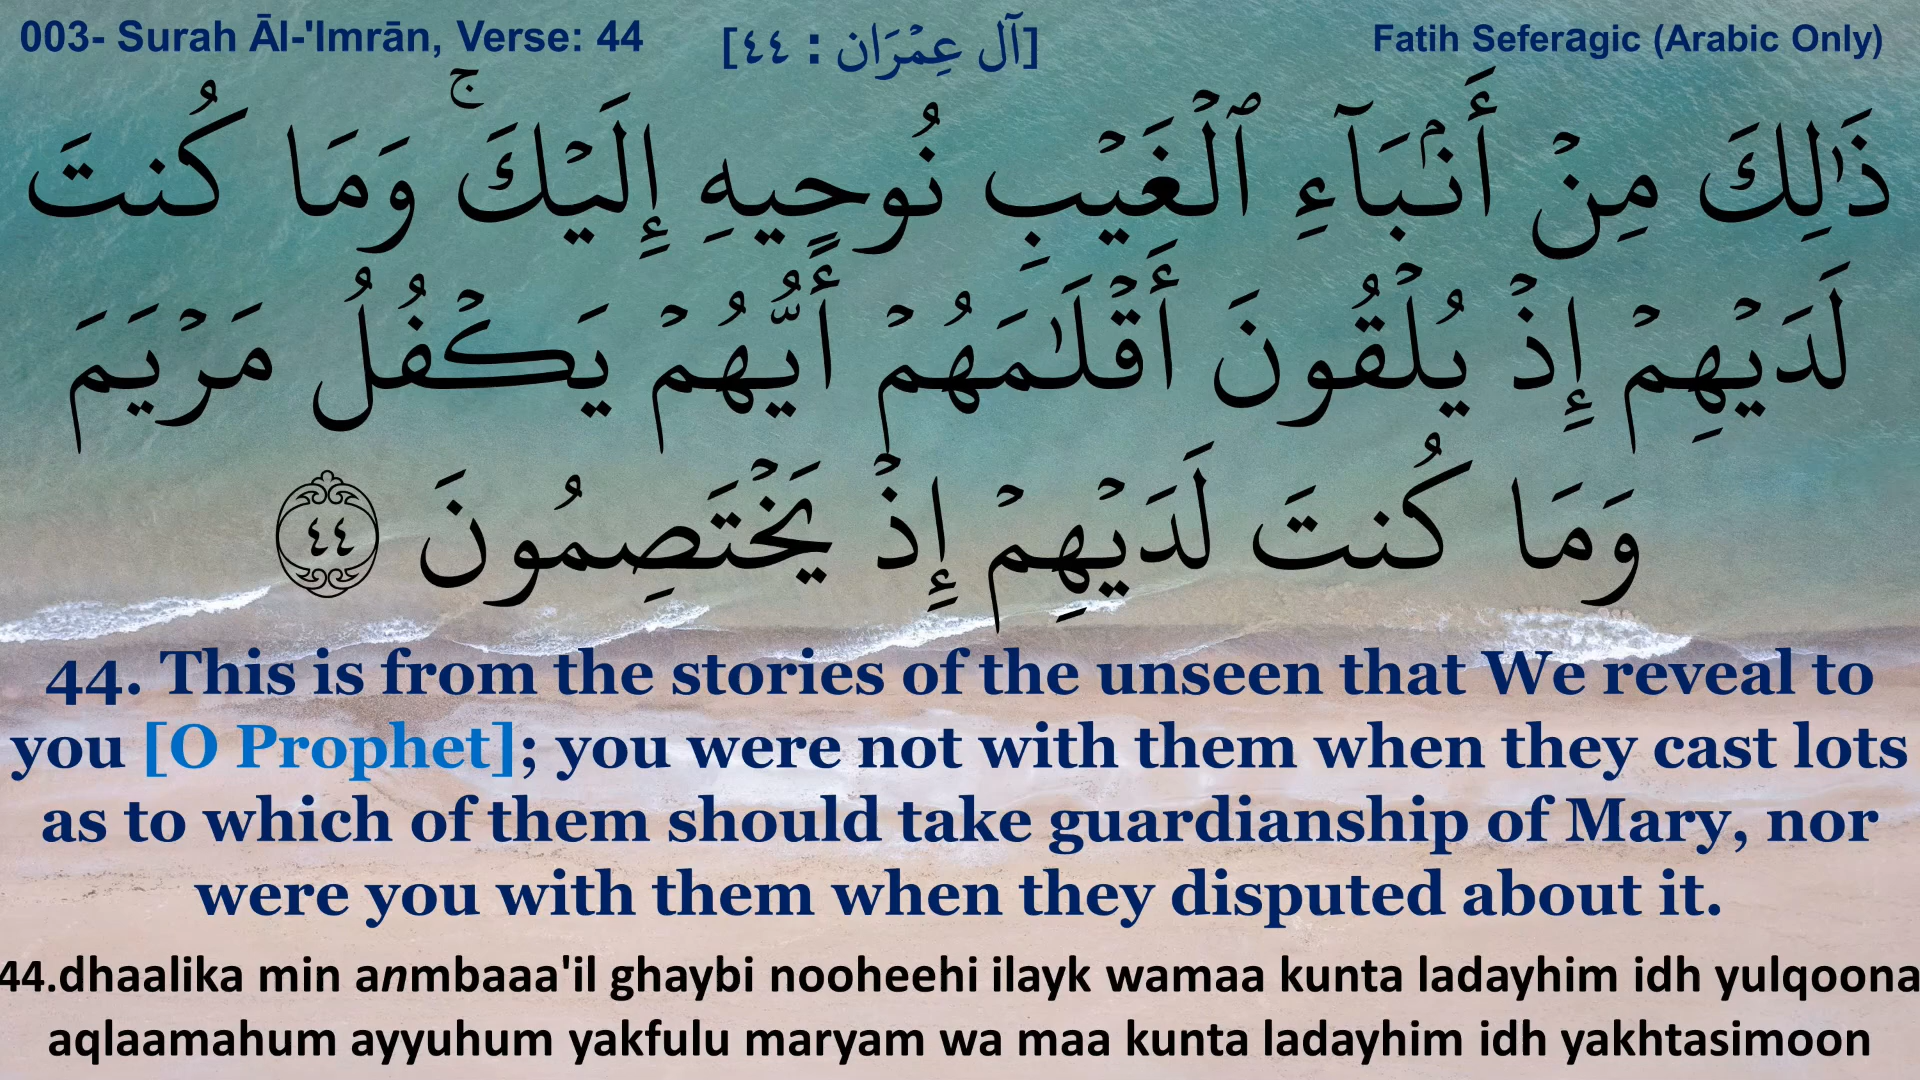 003- Surah Āl-'Imrān, Verse: 44
[آل عِمْرَان : ٤٤]
Fatih Seferagic (Arabic Only)
ذَٰلِكَ مِنۡ أَنۢبَآءِ ٱلۡغَيۡبِ نُوحِيهِ إِلَيۡكَۚ وَمَا كُنتَ
لَدَيۡهِمۡ إِذۡ يُلۡقُونَ أَقۡلَٰمَهُمۡ أَيُّهُمۡ يَكۡفُلُ مَرۡيَمَ
وَمَا كُنتَ لَدَيۡهِمۡ إِذۡ يَخۡتَصِمُونَ ٤٤
44. This is from the stories of the unseen that We reveal to
you [O Prophet]; you were not with them when they cast lots
as to which of them should take guardianship of Mary, nor
were you with them when they disputed about it.
44.dhaalika min anmbaaa'il ghaybi nooheehi ilayk wamaa kunta ladayhim idh yulqoona
aqlaamahum ayyuhum yakfulu maryam wa maa kunta ladayhim idh yakhtasimoon